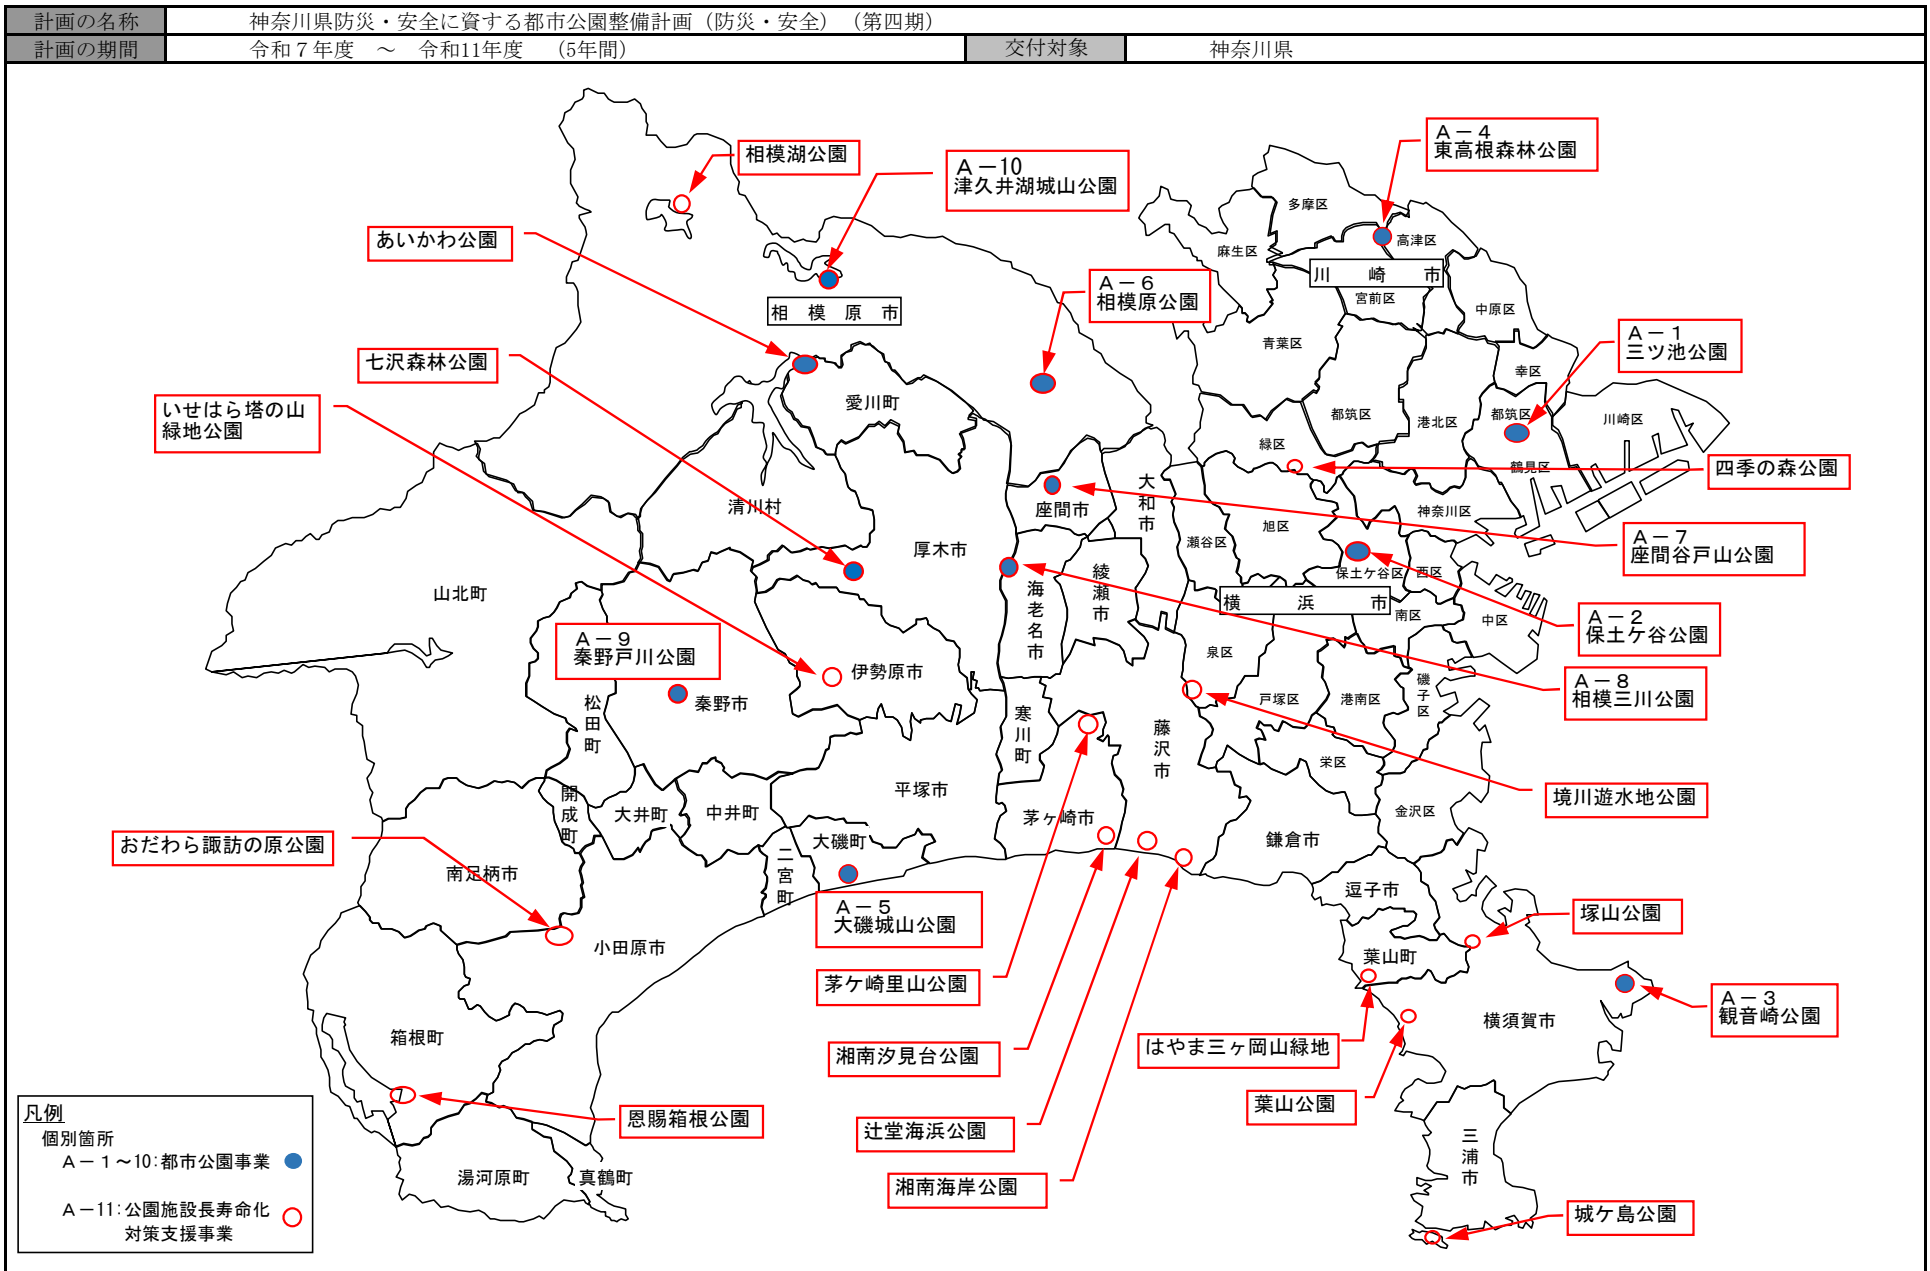 計画の名称 神奈川県防災・安全に資する都市公園整備計画（防災・安全）（第四期）
計画の期間 令和７年度 ～ 令和11年度 （5年間） 交付対象 神奈川県
相模湖公園
Ａ－10
津久井湖城山公園
Ａ－４
東高根森林公園
あいかわ公園
Ａ－６
相模原公園
七沢森林公園
Ａ－１
三ツ池公園
いせはら塔の山
緑地公園
四季の森公園
Ａ－７
座間谷戸山公園
Ａ－２
保土ケ谷公園
Ａ－８
相模三川公園
Ａ－９
秦野戸川公園
境川遊水地公園
おだわら諏訪の原公園
Ａ－５
大磯城山公園
茅ケ崎里山公園
塚山公園
Ａ－３
観音崎公園
湘南汐見台公園
はやま三ヶ岡山緑地
葉山公園
恩賜箱根公園
辻堂海浜公園
湘南海岸公園
城ケ島公園
相模原市
川崎市
横浜市
多摩区
高津区
麻生区
宮前区
中原区
幸区
川崎区
青葉区
都筑区
港北区
都筑区
鶴見区
緑区
神奈川区
旭区
瀬谷区
保土ケ谷区
西区
南区
中区
泉区
戸塚区
港南区
磯子区
栄区
金沢区
愛川町
清川村
厚木市
座間市
大和市
海老名市
綾瀬市
山北町
松田町
秦野市
伊勢原市
寒川町
藤沢市
平塚市
開成町
大井町
中井町
茅ヶ崎市
鎌倉市
南足柄市
二宮町
大磯町
逗子市
小田原市
葉山町
横須賀市
箱根町
湯河原町
真鶴町
三浦市
凡例
個別箇所
Ａ－１～10：都市公園事業
Ａ－11：公園施設長寿命化
対策支援事業